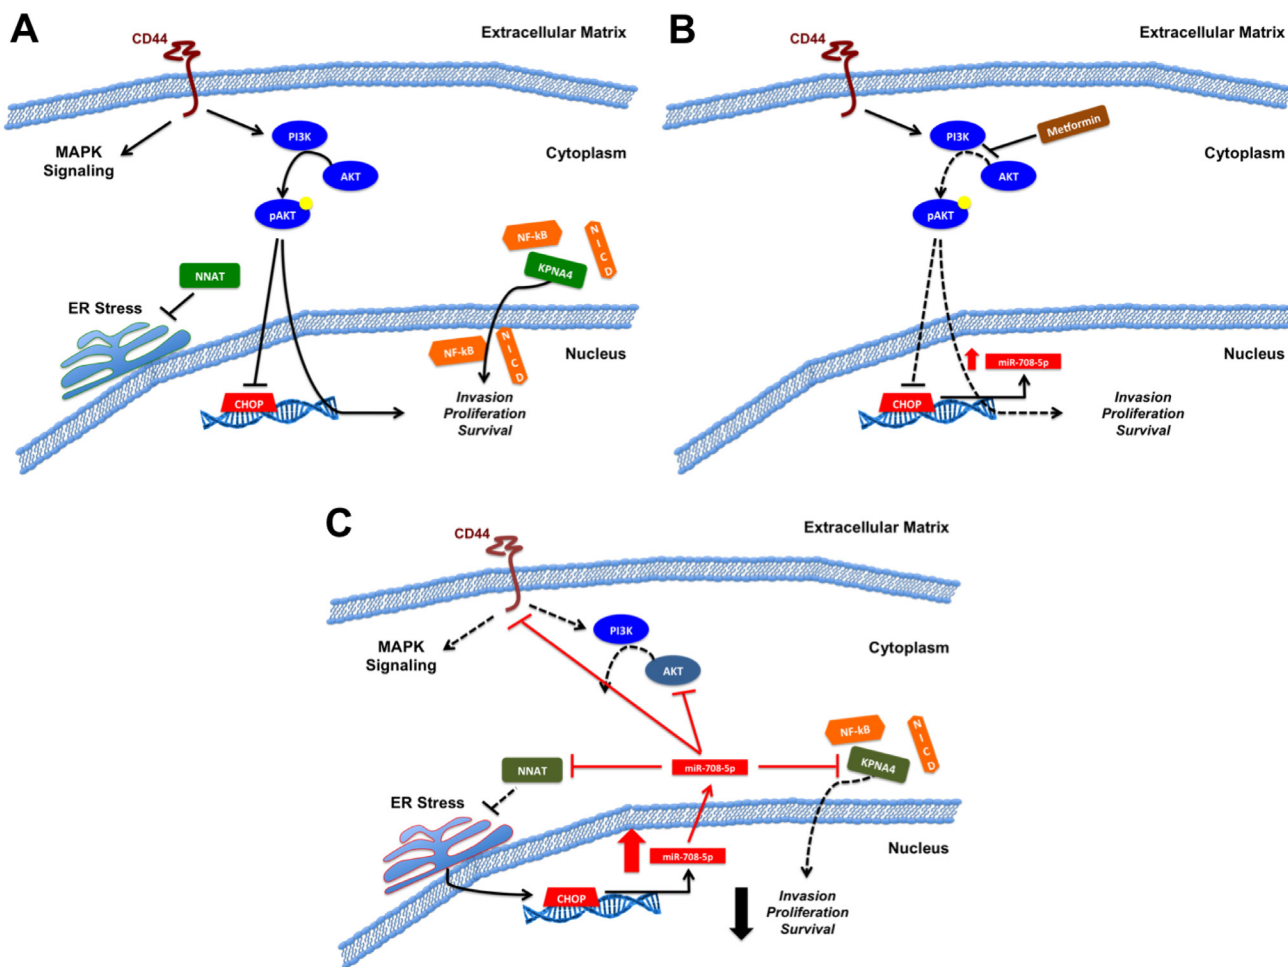 A
CD44
Extracellular Matrix
PI3K
MAPK
Signaling
Cytoplasm
AKT
pAKT
NF-kB
NICD
KPNA4
NNAT
ER Stress
NF-kB
NICD
Nucleus
CHOP
Invasion
Proliferation
Survival
B
CD44
Extracellular Matrix
Metformin
PI3K
Cytoplasm
AKT
pAKT
Nucleus
miR-708-5p
CHOP
Invasion
Proliferation
Survival
C
CD44
Extracellular Matrix
PI3K
MAPK
Signaling
Cytoplasm
AKT
NF-kB
NICD
KPNA4
miR-708-5p
NNAT
ER Stress
Nucleus
miR-708-5p
CHOP
Invasion
Proliferation
Survival